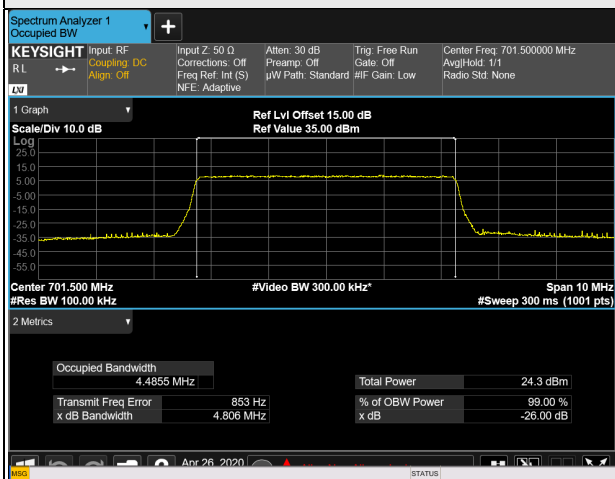 Spectrum Analyzer 1
Occupied BW
+
KEYSIGHT
R L
LXI
Input: RF
Coupling: DC
Align: Off
Input Z: 50 Ω
Corrections: Off
Freq Ref: Int (S)
NFE: Adaptive
Atten: 30 dB
Preamp: Off
µW Path: Standard
Trig: Free Run
Gate: Off
#IF Gain: Low
Center Freq: 701.500000 MHz
Avg|Hold: 1/1
Radio Std: None
1 Graph
Scale/Div 10.0 dB
Ref Lvl Offset 15.00 dB
Ref Value 35.00 dBm
Log
25.0
15.0
5.00
-5.00
-15.0
-25.0
-35.0
-45.0
-55.0
Center 701.500 MHz
#Video BW 300.00 kHz*
Span 10 MHz
#Res BW 100.00 kHz
#Sweep 300 ms (1001 pts)
2 Metrics
Occupied Bandwidth
4.4855 MHz
Total Power 24.3 dBm
Transmit Freq Error 853 Hz
% of OBW Power 99.00 %
x dB Bandwidth 4.806 MHz
x dB -26.00 dB
Apr 26, 2020
MSG
STATUS